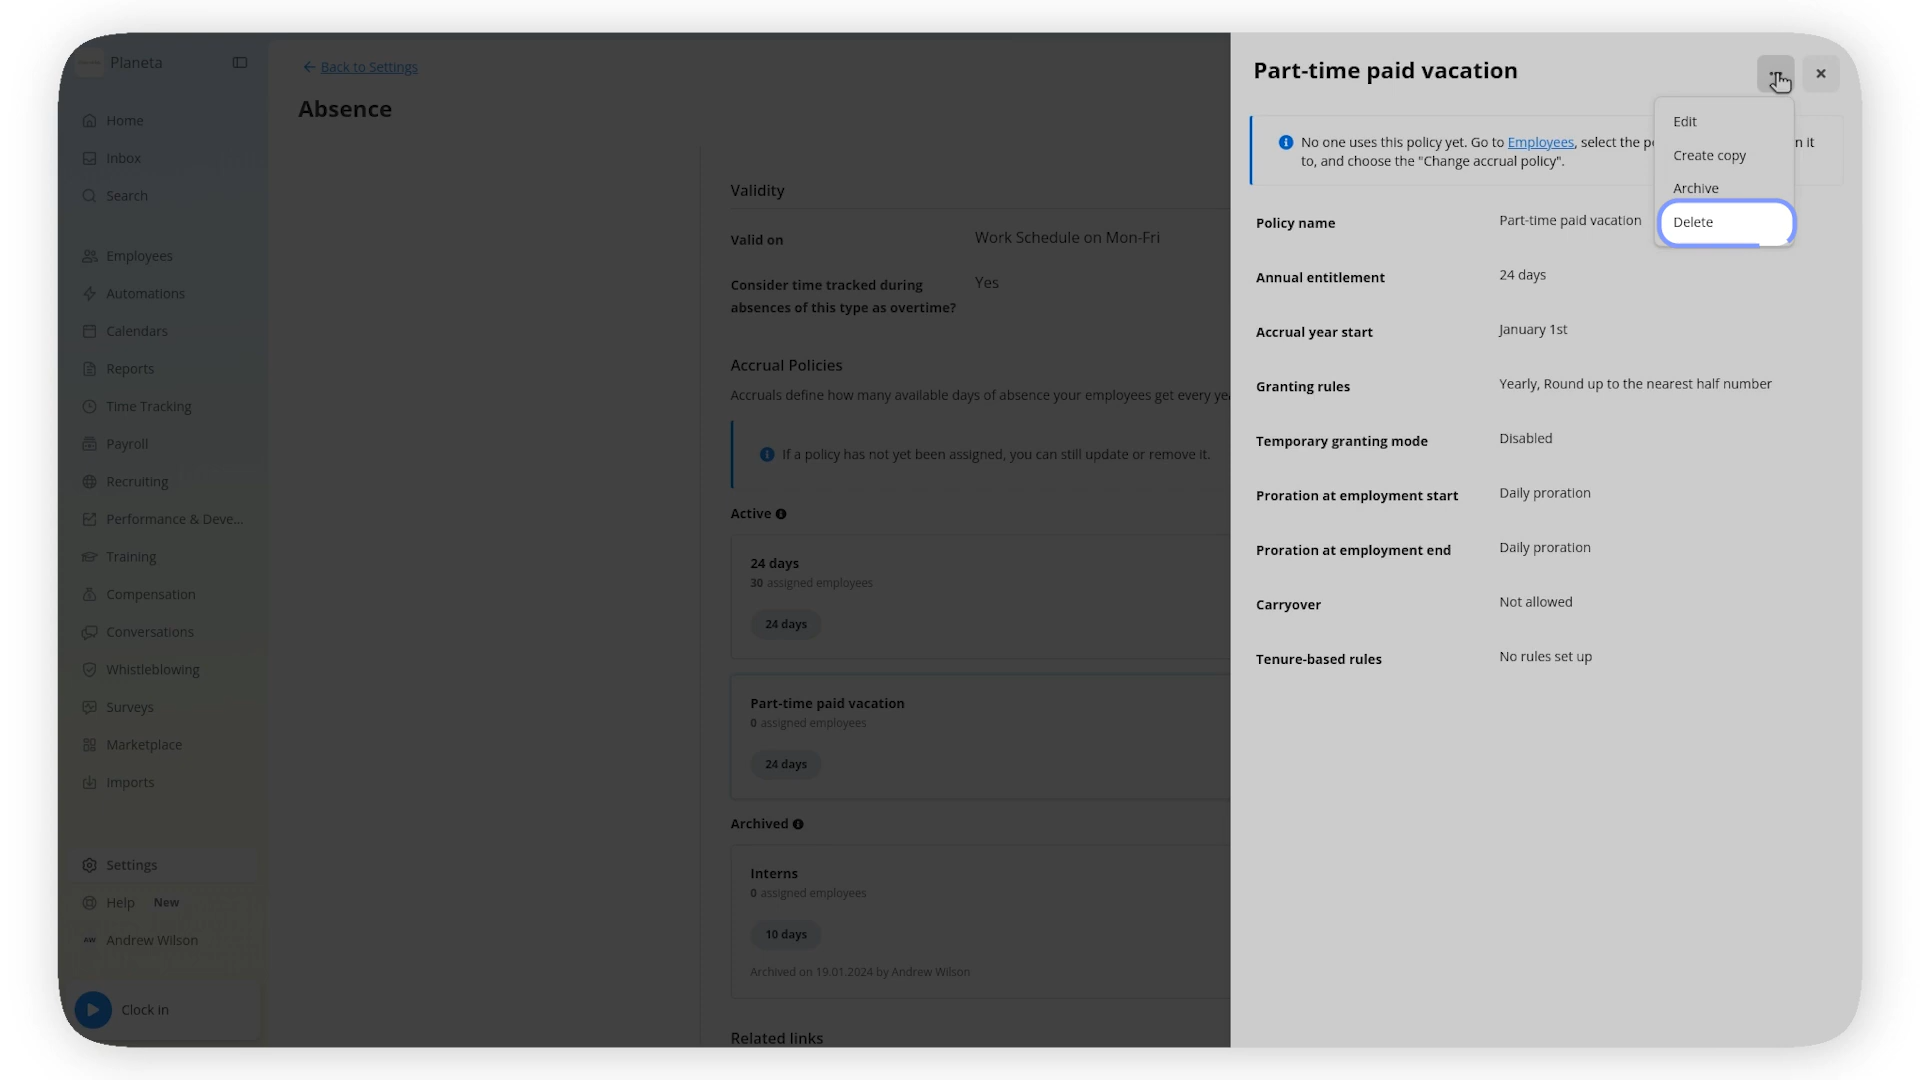 Planeta
Home
Inbox
Search
Employees
Automations
Calendars
Reports
Time Tracking
Payroll
Recruiting
Performance & Deve...
Training
Compensation
Conversations
Whistleblowing
Surveys
Marketplace
Imports
Settings
Help New
AW Andrew Wilson
Clock in
← Back to Settings
Absence
Validity
Valid on Work Schedule on Mon-Fri
Consider time tracked during Yes
absences of this type as overtime?
Accrual Policies
Accruals define how many available days of absence your employees get every
If a policy has not yet been assigned, you can still update or remove it.
Active
24 days
30 assigned employees
24 days
Part-time paid vacation
0 assigned employees
24 days
Archived
Interns
0 assigned employees
10 days
Archived on 19.01.2024 by Andrew Wilson
Related links
Part-time paid vacation
No one uses this policy yet. Go to Employees, select the
to, and choose the "Change accrual policy".
it
Edit
Create copy
Archive
Delete
Policy name Part-time paid vacation
Annual entitlement 24 days
Accrual year start January 1st
Granting rules Yearly, Round up to the nearest half number
Temporary granting mode Disabled
Proration at employment start Daily proration
Proration at employment end Daily proration
Carryover Not allowed
Tenure-based rules No rules set up